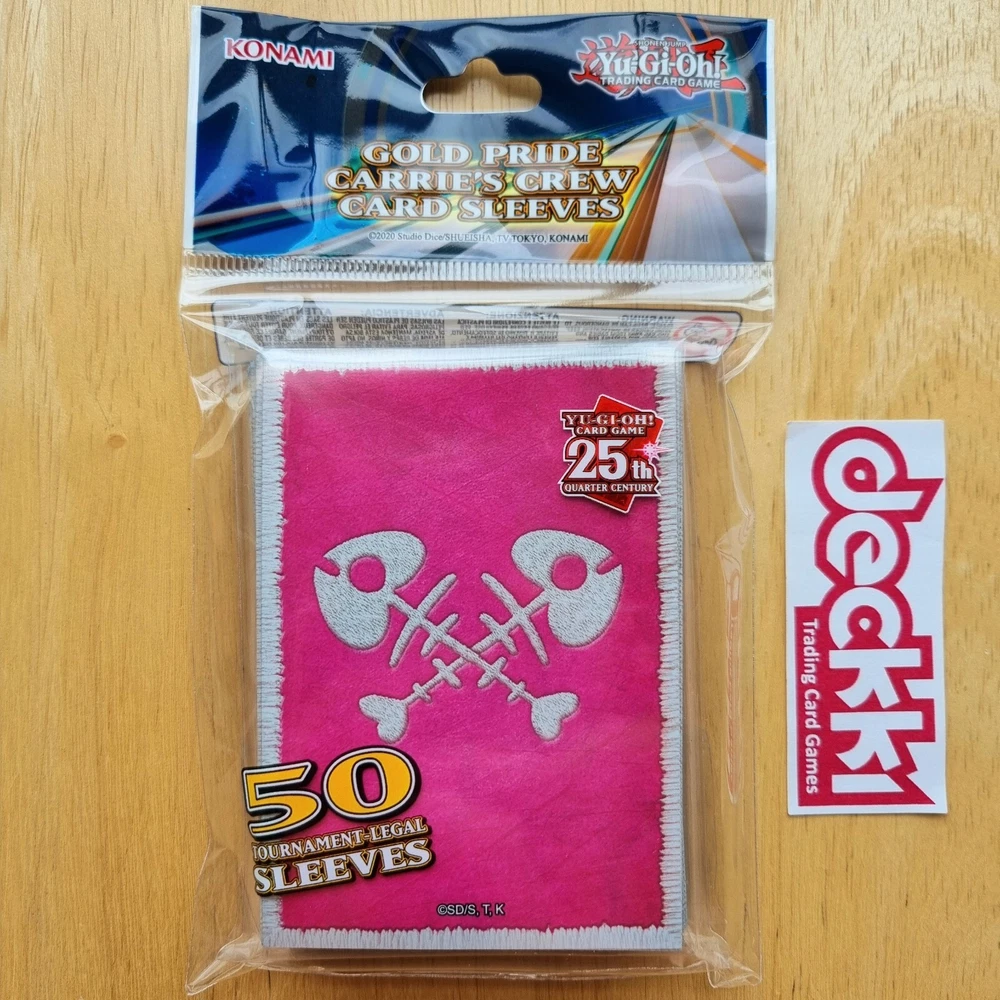 KONAMI
SHONEN JUMP
Yu-Gi-Oh!
TRADING CARD GAME
GOLD PRIDE
CARRIE'S CREW
CARD SLEEVES
©2020 Studio Dice/SHUEISHA, TV TOKYO, KONAMI
ADVERTENCIA:
WARNING
YU-GI-OH!
CARD GAME
25th
QUARTER CENTURY
50
TOURNAMENT-LEGAL
SLEEVES
©SD/S, T, K
deckki
Trading Card Games